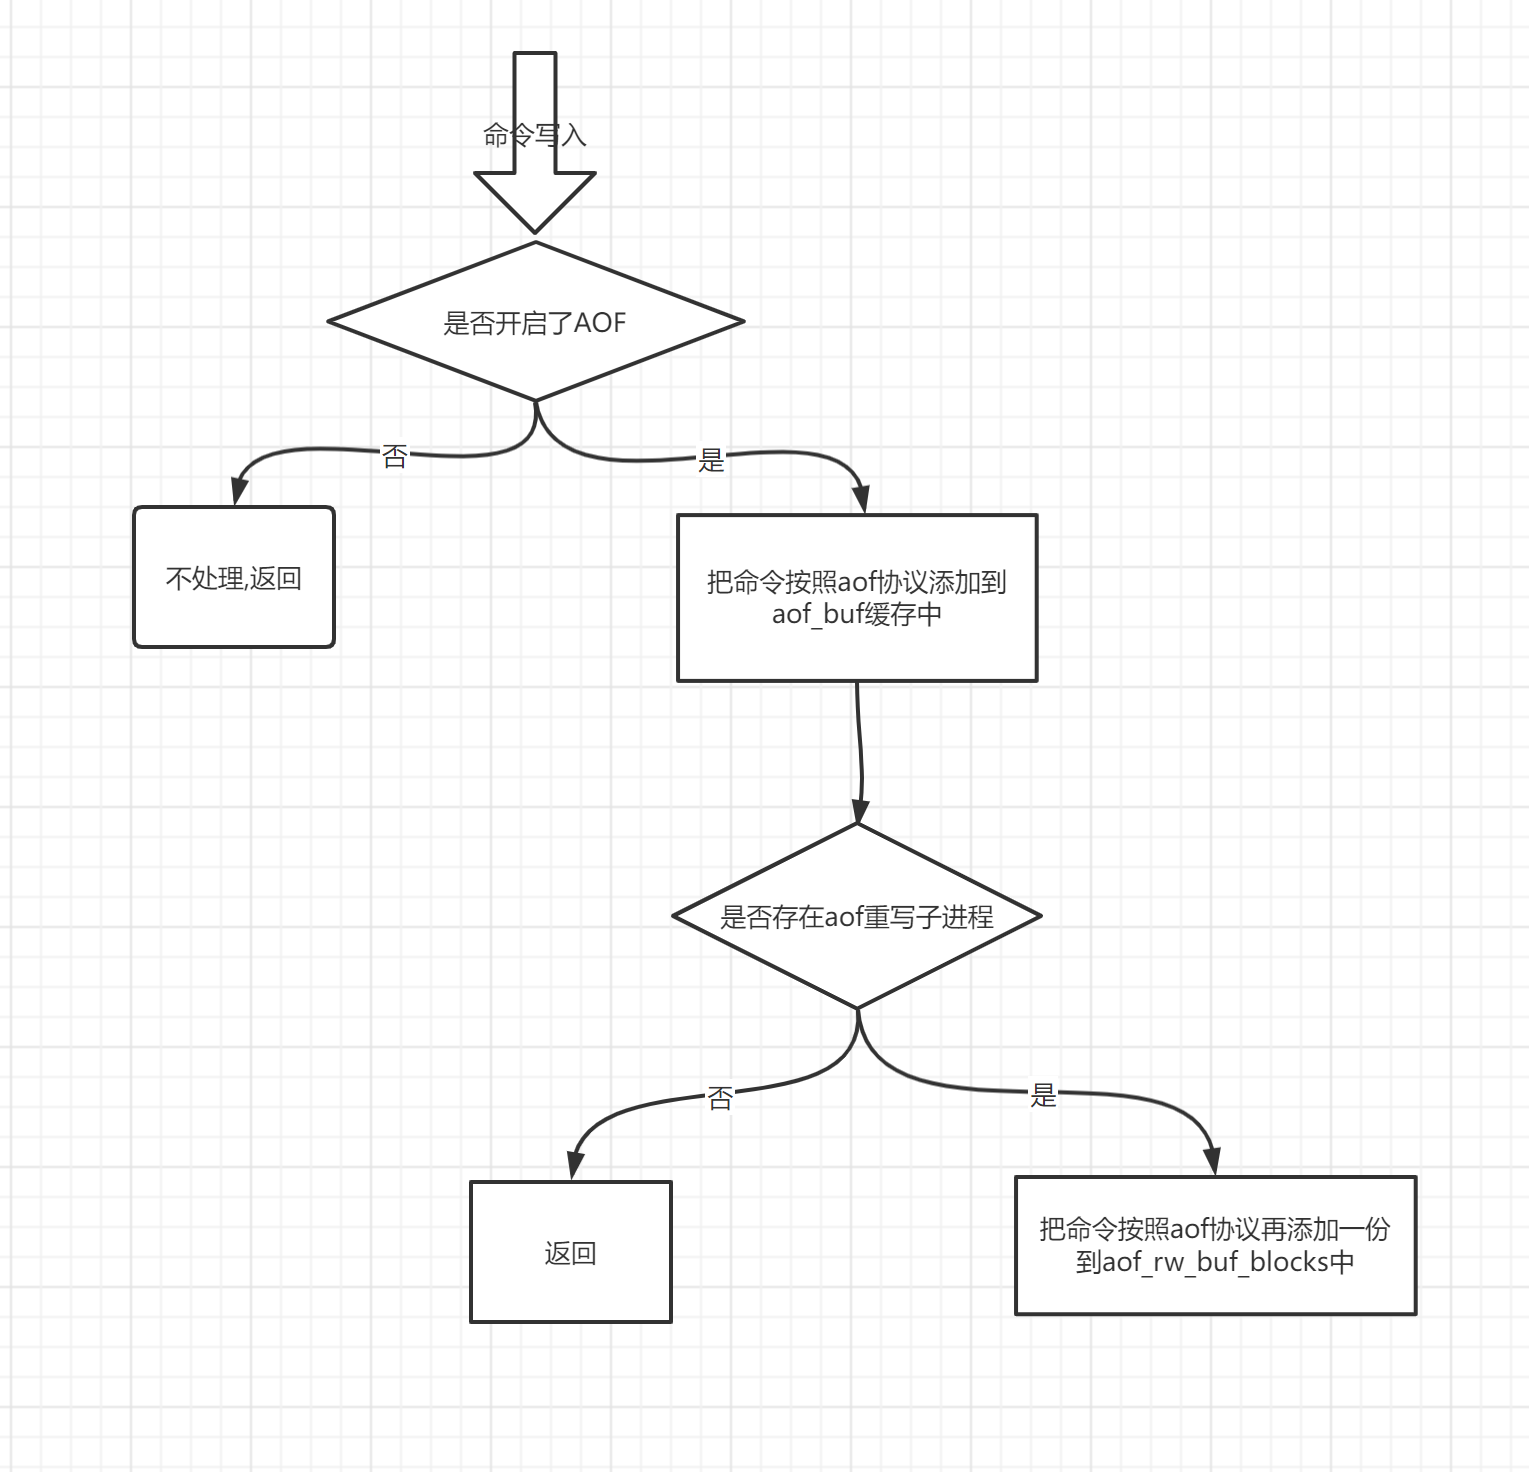 命令写入
是否开启了AOF
否
是
不处理,返回
把命令按照aof协议添加到
aof_buf缓存中
是否存在aof重写子进程
否
是
返回
把命令按照aof协议再添加一份
到aof_rw_buf_blocks中